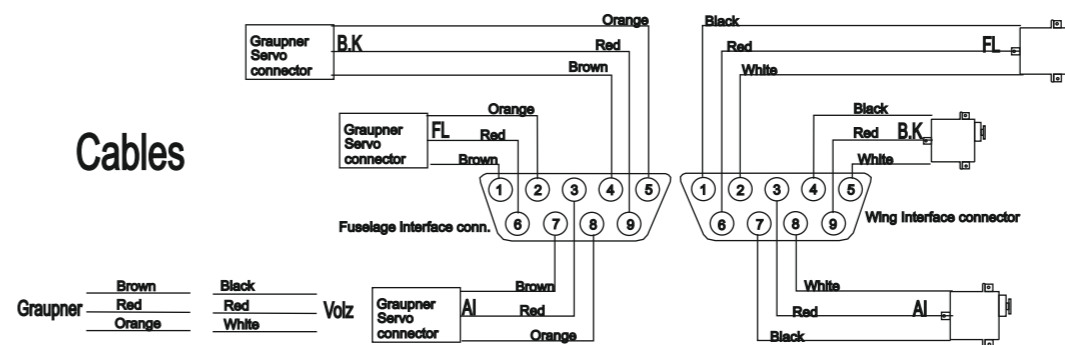 Orange
Black
Graupner
Servo
connector
B.K
Red
Red
FL
Brown
White
Orange
Black
Graupner
Servo
connector
FL
Red
Red
B.K
Cables
Brown
White
1 2 3 4 5
1 2 3 4 5
6 7 8 9
6 7 8 9
Fuselage Interface conn.
Wing Interface connector
Brown
Black
Graupner
Red
Red
Volz
Orange
White
Graupner
Servo
connector
AI
Brown
Red
Orange
White
Red
AI
Black